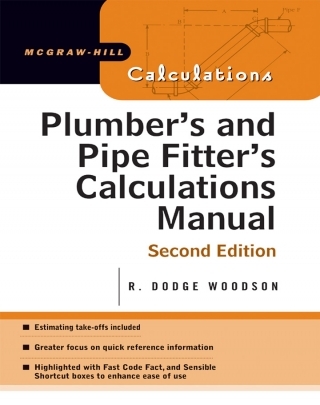 McGRAW-HILL
Calculations
Plumber's and
Pipe Fitter's
Calculations
Manual
Second Edition
R. DODGE WOODSON
Estimating take-offs included
Greater focus on quick reference information
Highlighted with Fast Code Fact, and Sensible
Shortcut boxes to enhance ease of use